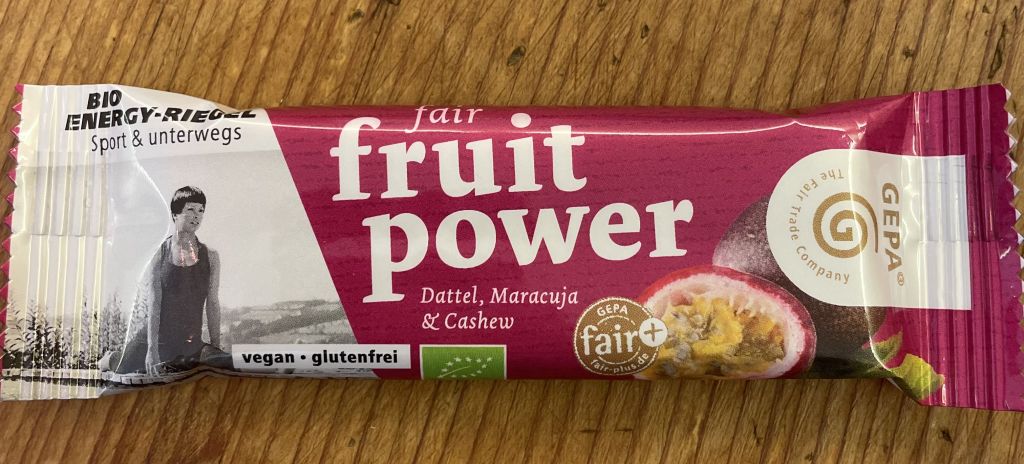 BIO
ENERGY-RIEGEL
Sport & unterwegs
fair
fruit
power
Dattel, Maracuja
& Cashew
vegan • glutenfrei
GEPA
fair+
fair-plus.de
GEPA®
The Fair Trade Company